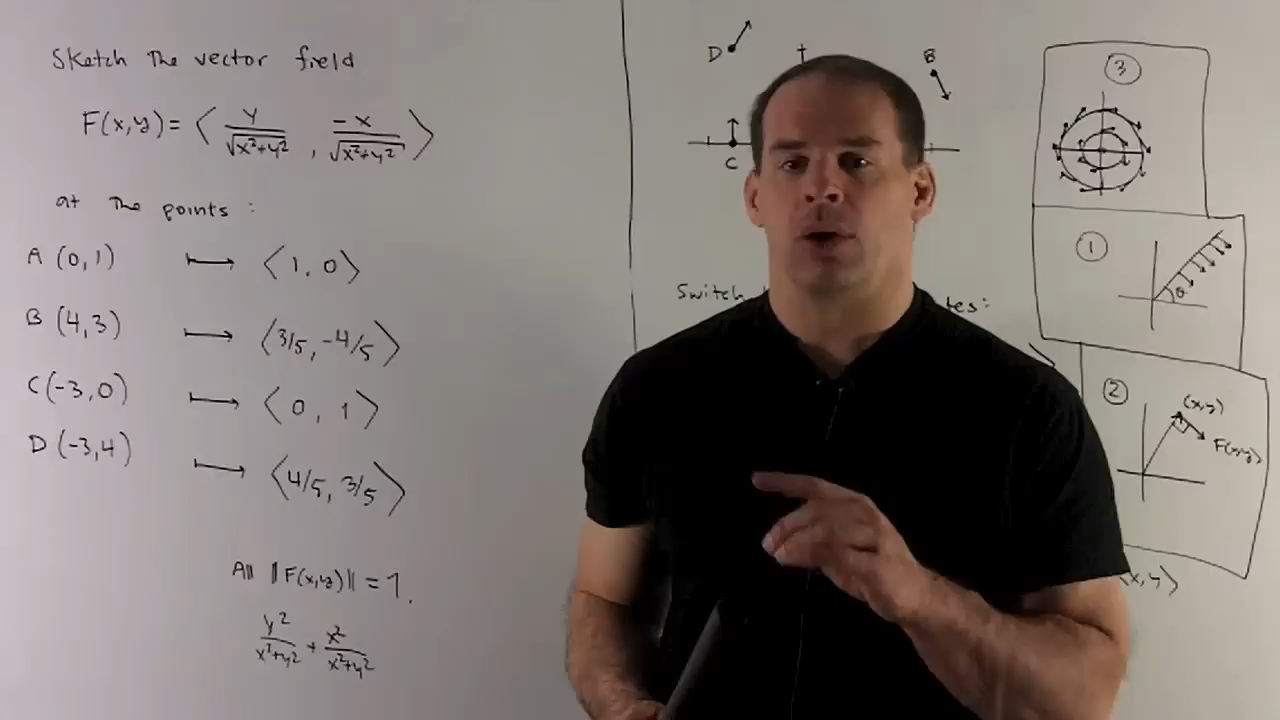 Sketch the vector field
F(x,y) = ⟨ y/√(x²+y²) , -x/√(x²+y²) ⟩
at the points :
A (0,1) ⟼ ⟨1, 0⟩
B (4,3) ⟼ ⟨3/5, -4/5⟩
C (-3,0) ⟼ ⟨0, 1⟩
D (-3,4) ⟼ ⟨4/5, 3/5⟩
All ‖F(x,y)‖ = 1.
y²/(x²+y²) + x²/(x²+y²)
D
B
C
Switch
tes:
③
①
θ
②
(x,y)
F(x,y)
x, y⟩